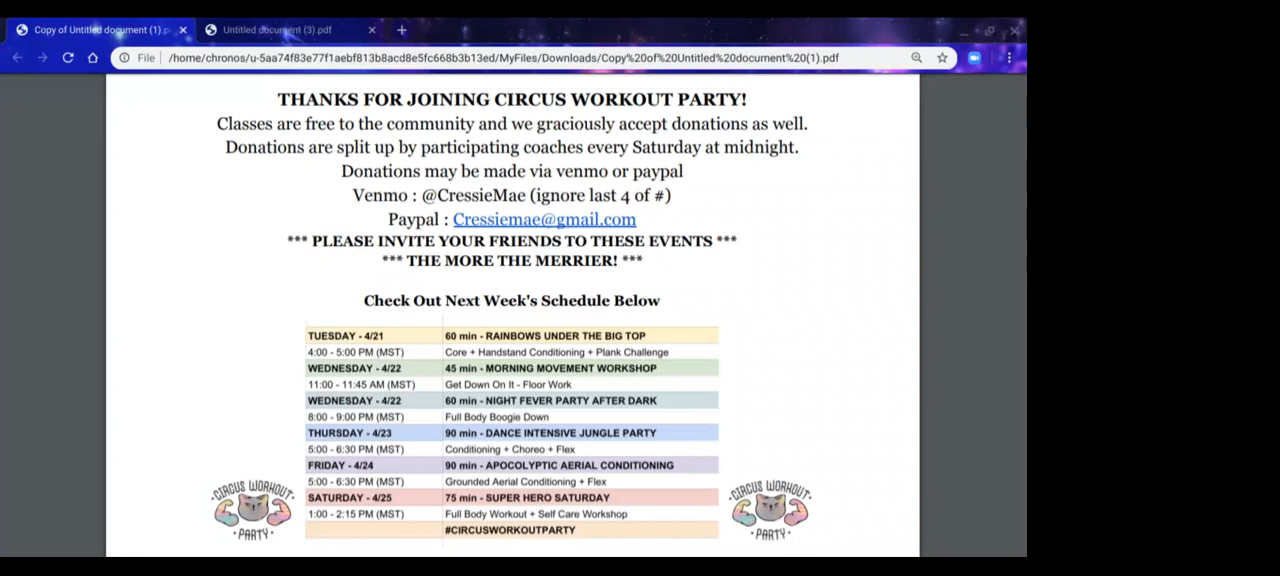 Copy of Untitled document (1).p
Untitled document (3).pdf
File
/home/chronos/u-5aa74f83e77f1aebf813b8acd8e5fc668b3b13ed/MyFiles/Downloads/Copy%20of%20Untitled%20document%20(1).pdf
THANKS FOR JOINING CIRCUS WORKOUT PARTY!
Classes are free to the community and we graciously accept donations as well.
Donations are split up by participating coaches every Saturday at midnight.
Donations may be made via venmo or paypal
Venmo : @CressieMae (ignore last 4 of #)
Paypal : Cressiemae@gmail.com
*** PLEASE INVITE YOUR FRIENDS TO THESE EVENTS ***
*** THE MORE THE MERRIER! ***
Check Out Next Week's Schedule Below
TUESDAY - 4/21 60 min - RAINBOWS UNDER THE BIG TOP
4:00 - 5:00 PM (MST) Core + Handstand Conditioning + Plank Challenge
WEDNESDAY - 4/22 45 min - MORNING MOVEMENT WORKSHOP
11:00 - 11:45 AM (MST) Get Down On It - Floor Work
WEDNESDAY - 4/22 60 min - NIGHT FEVER PARTY AFTER DARK
8:00 - 9:00 PM (MST) Full Body Boogie Down
THURSDAY - 4/23 90 min - DANCE INTENSIVE JUNGLE PARTY
5:00 - 6:30 PM (MST) Conditioning + Choreo + Flex
FRIDAY - 4/24 90 min - APOCOLYPTIC AERIAL CONDITIONING
5:00 - 6:30 PM (MST) Grounded Aerial Conditioning + Flex
SATURDAY - 4/25 75 min - SUPER HERO SATURDAY
1:00 - 2:15 PM (MST) Full Body Workout + Self Care Workshop
#CIRCUSWORKOUTPARTY
·CIRCUS WORKOUT·
·PARTY·
·CIRCUS WORKOUT·
·PARTY·